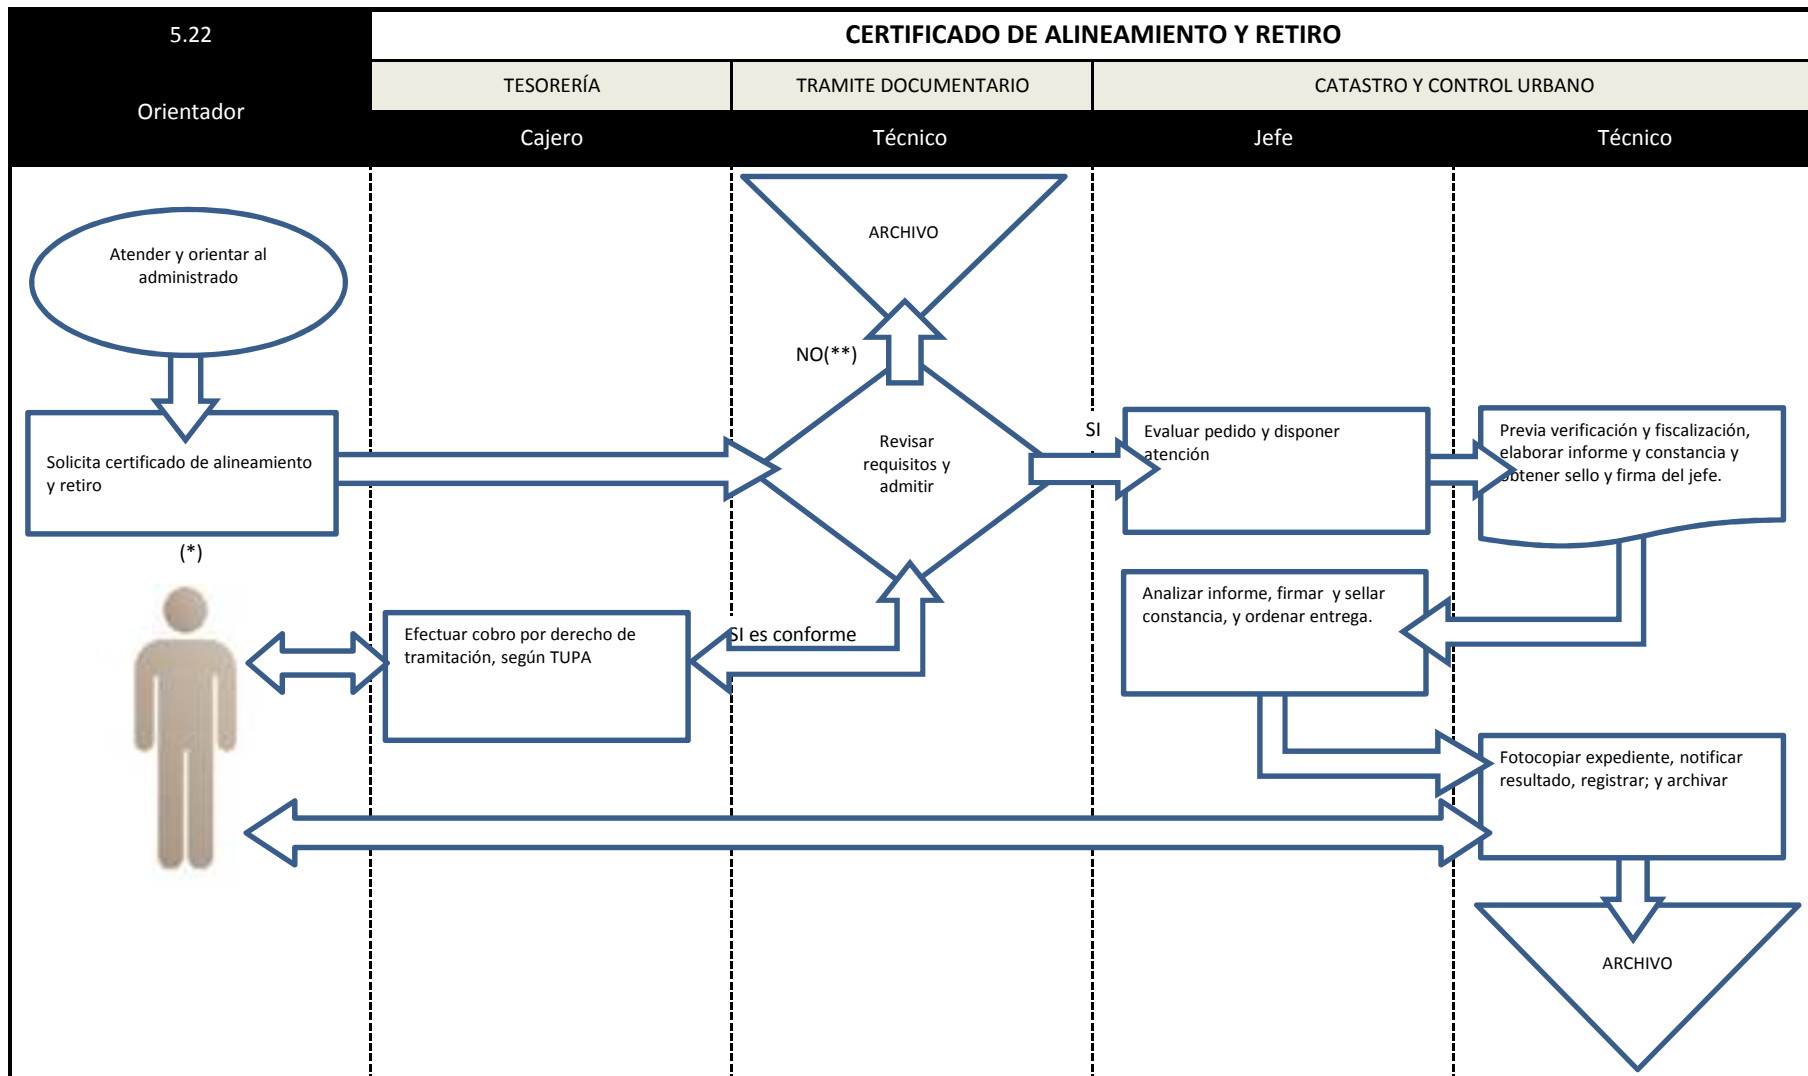 5.22
CERTIFICADO DE ALINEAMIENTO Y RETIRO
Orientador
TESORERÍA
TRAMITE DOCUMENTARIO
CATASTRO Y CONTROL URBANO
Cajero
Técnico
Jefe
Técnico
Atender y orientar al
administrado
ARCHIVO
NO(**)
Solicita certificado de alineamiento
y retiro
(*)
Revisar
requisitos y
admitir
SI
Evaluar pedido y disponer
atención
Previa verificación y fiscalización,
elaborar informe y constancia y
obtener sello y firma del jefe.
Efectuar cobro por derecho de
tramitación, según TUPA
SI es conforme
Analizar informe, firmar y sellar
constancia, y ordenar entrega.
Fotocopiar expediente, notificar
resultado, registrar; y archivar
ARCHIVO